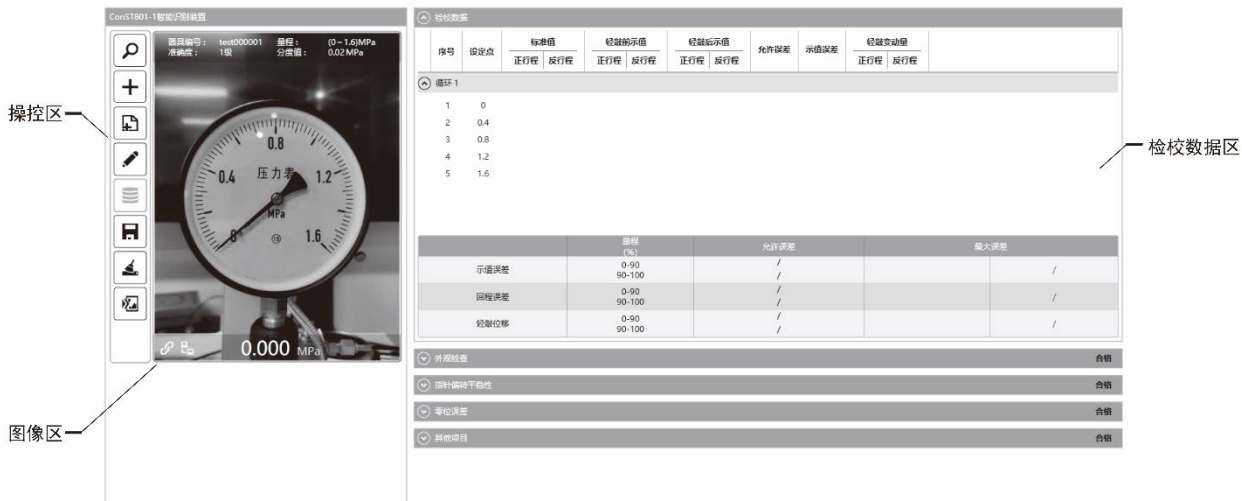 ConST801-1智能识别装置
器具编号： test000001 量程： (0~1.6)MPa
准确度： 1级 分度值： 0.02MPa
0.8
0.4 压力表 1.2
MPa
0 1.6
0.000 MPa
操控区
图像区
检校数据区
检校数据
序号 设定点 标准值 轻敲前示值 轻敲后示值 允许误差 示值误差 轻敲变动量
正行程 反行程 正行程 反行程 正行程 反行程 正行程 反行程
循环 1
1 0
2 0.4
3 0.8
4 1.2
5 1.6
量程 允许误差 最大误差
(%)
示值误差 0-90 / /
90-100 /
回程误差 0-90 / /
90-100 /
轻敲位移 0-90 / /
90-100 /
外观检查 合格
指针偏转平稳性 合格
零位误差 合格
其他项目 合格